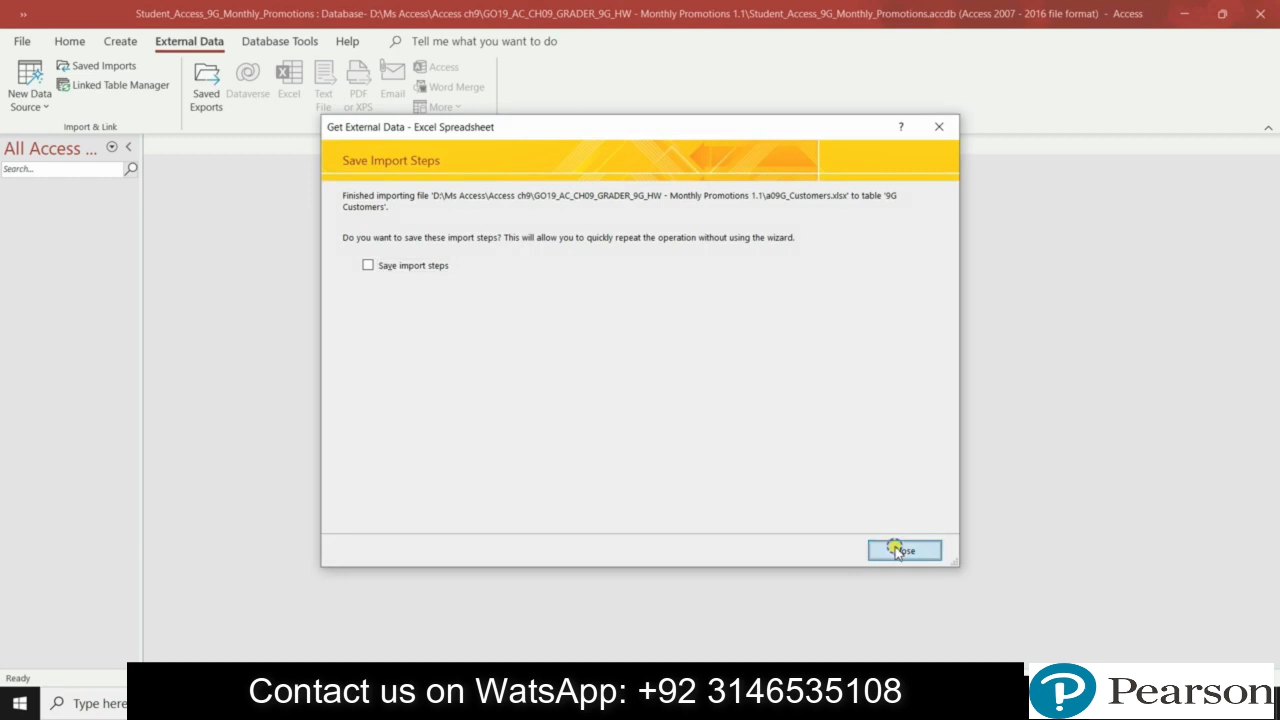 ›› Student_Access_9G_Monthly_Promotions : Database- D:\Ms Access\Access ch9\GO19_AC_CH09_GRADER_9G_HW - Monthly Promotions 1.1\Student_Access_9G_Monthly_Promotions.accdb (Access 2007 - 2016 file format) - Access
File Home Create External Data Database Tools Help Tell me what you want to do
New Data Source
Saved Imports
Linked Table Manager
Import & Link
Saved Exports
Dataverse
Excel
Text File
PDF or XPS
Email
Access
Word Merge
More
All Access ...
Search...
Get External Data - Excel Spreadsheet ?
Save Import Steps
Finished importing file 'D:\Ms Access\Access ch9\GO19_AC_CH09_GRADER_9G_HW - Monthly Promotions 1.1\a09G_Customers.xlsx' to table '9G
Customers'.
Do you want to save these import steps? This will allow you to quickly repeat the operation without using the wizard.
Save import steps
Ready
Type here
Contact us on WatsApp: +92 3146535108
Pearson